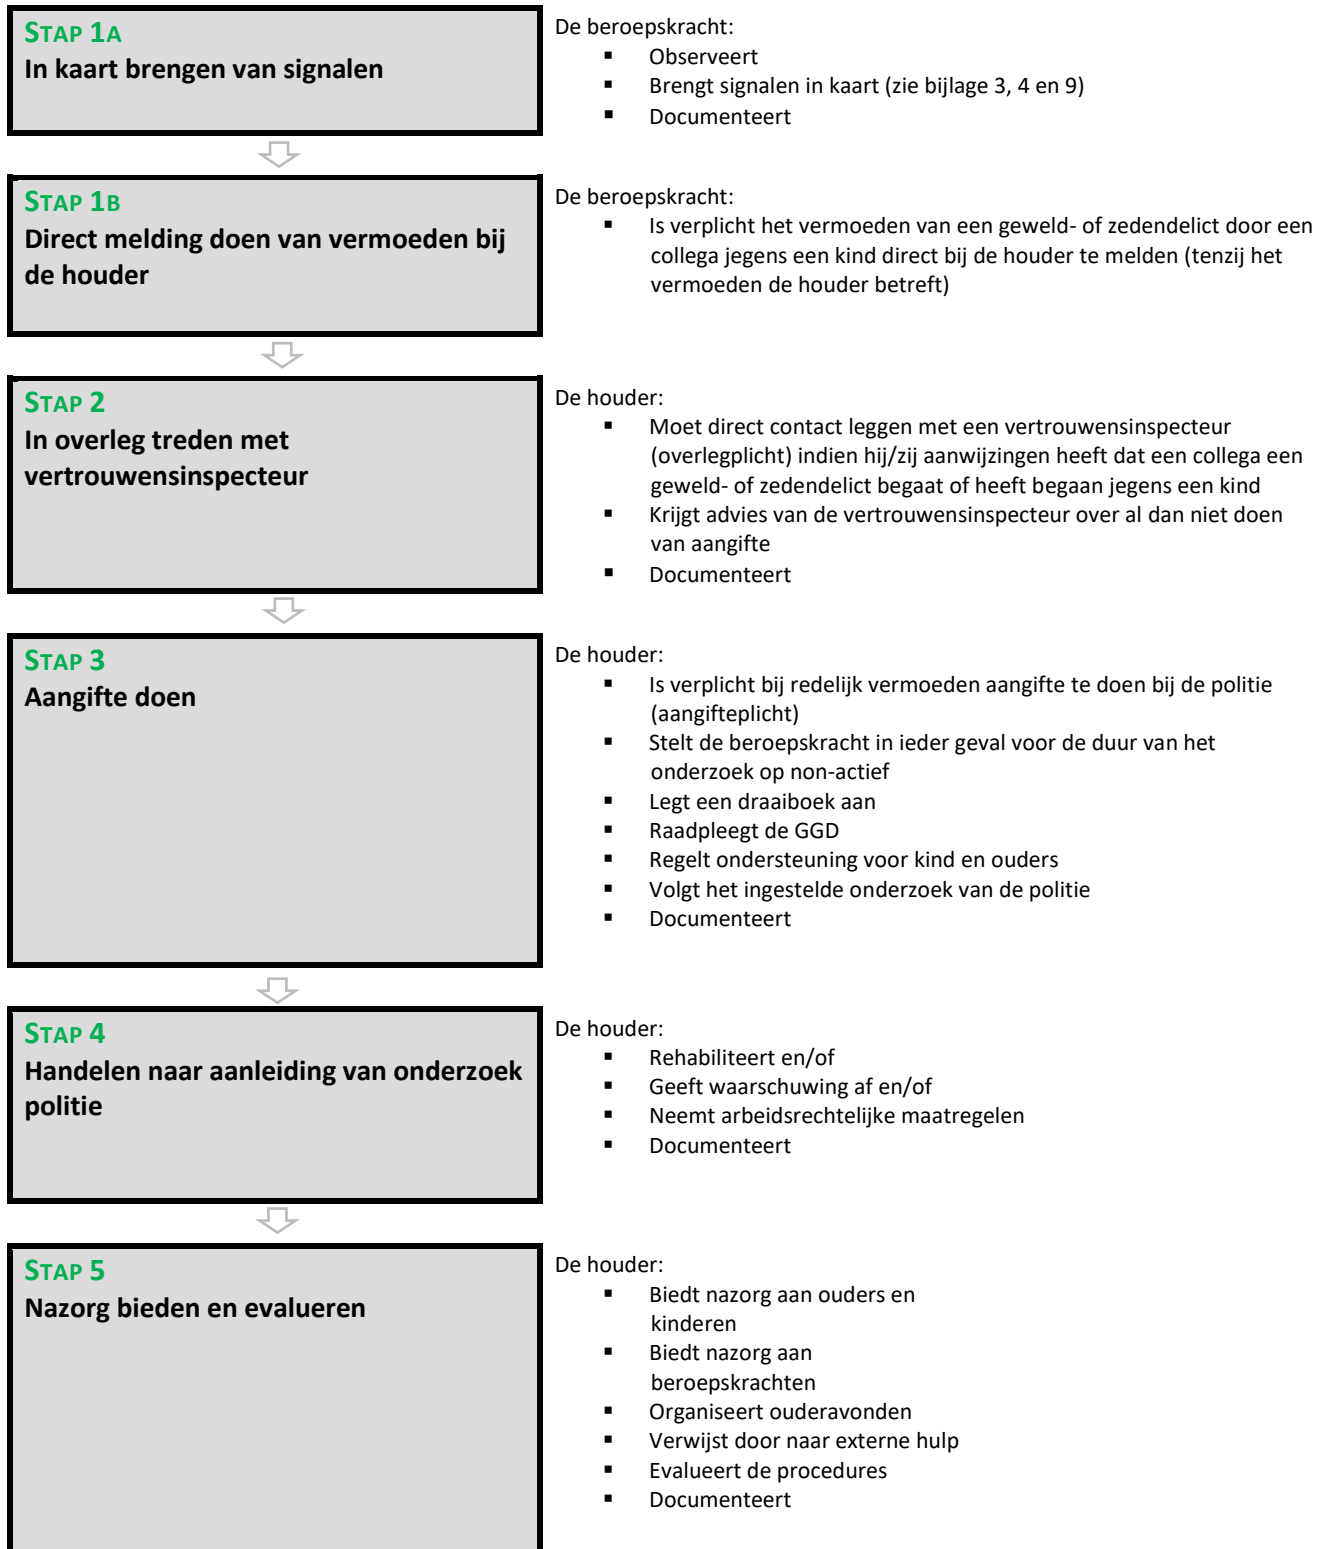 STAP 1A
In kaart brengen van signalen
De beroepskracht:
▪ Observeert
▪ Brengt signalen in kaart (zie bijlage 3, 4 en 9)
▪ Documenteert
STAP 1B
Direct melding doen van vermoeden bij
de houder
De beroepskracht:
▪ Is verplicht het vermoeden van een geweld- of zedendelict door een
collega jegens een kind direct bij de houder te melden (tenzij het
vermoeden de houder betreft)
STAP 2
In overleg treden met
vertrouwensinspecteur
De houder:
▪ Moet direct contact leggen met een vertrouwensinspecteur
(overlegplicht) indien hij/zij aanwijzingen heeft dat een collega een
geweld- of zedendelict begaat of heeft begaan jegens een kind
▪ Krijgt advies van de vertrouwensinspecteur over al dan niet doen
van aangifte
▪ Documenteert
STAP 3
Aangifte doen
De houder:
▪ Is verplicht bij redelijk vermoeden aangifte te doen bij de politie
(aangifteplicht)
▪ Stelt de beroepskracht in ieder geval voor de duur van het
onderzoek op non-actief
▪ Legt een draaiboek aan
▪ Raadpleegt de GGD
▪ Regelt ondersteuning voor kind en ouders
▪ Volgt het ingestelde onderzoek van de politie
▪ Documenteert
STAP 4
Handelen naar aanleiding van onderzoek
politie
De houder:
▪ Rehabiliteert en/of
▪ Geeft waarschuwing af en/of
▪ Neemt arbeidsrechtelijke maatregelen
▪ Documenteert
STAP 5
Nazorg bieden en evalueren
De houder:
▪ Biedt nazorg aan ouders en
kinderen
▪ Biedt nazorg aan
beroepskrachten
▪ Organiseert ouderavonden
▪ Verwijst door naar externe hulp
▪ Evalueert de procedures
▪ Documenteert